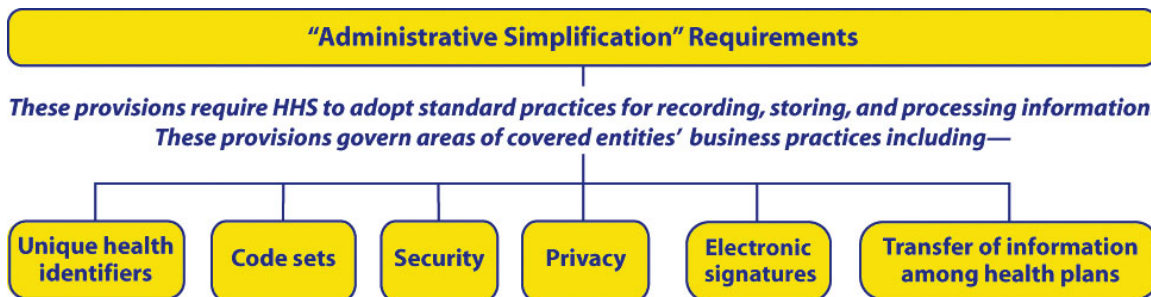 “Administrative Simplification” Requirements
These provisions require HHS to adopt standard practices for recording, storing, and processing information.
These provisions govern areas of covered entities’ business practices including—
Unique health
identifiers
Code sets
Security
Privacy
Electronic
signatures
Transfer of information
among health plans